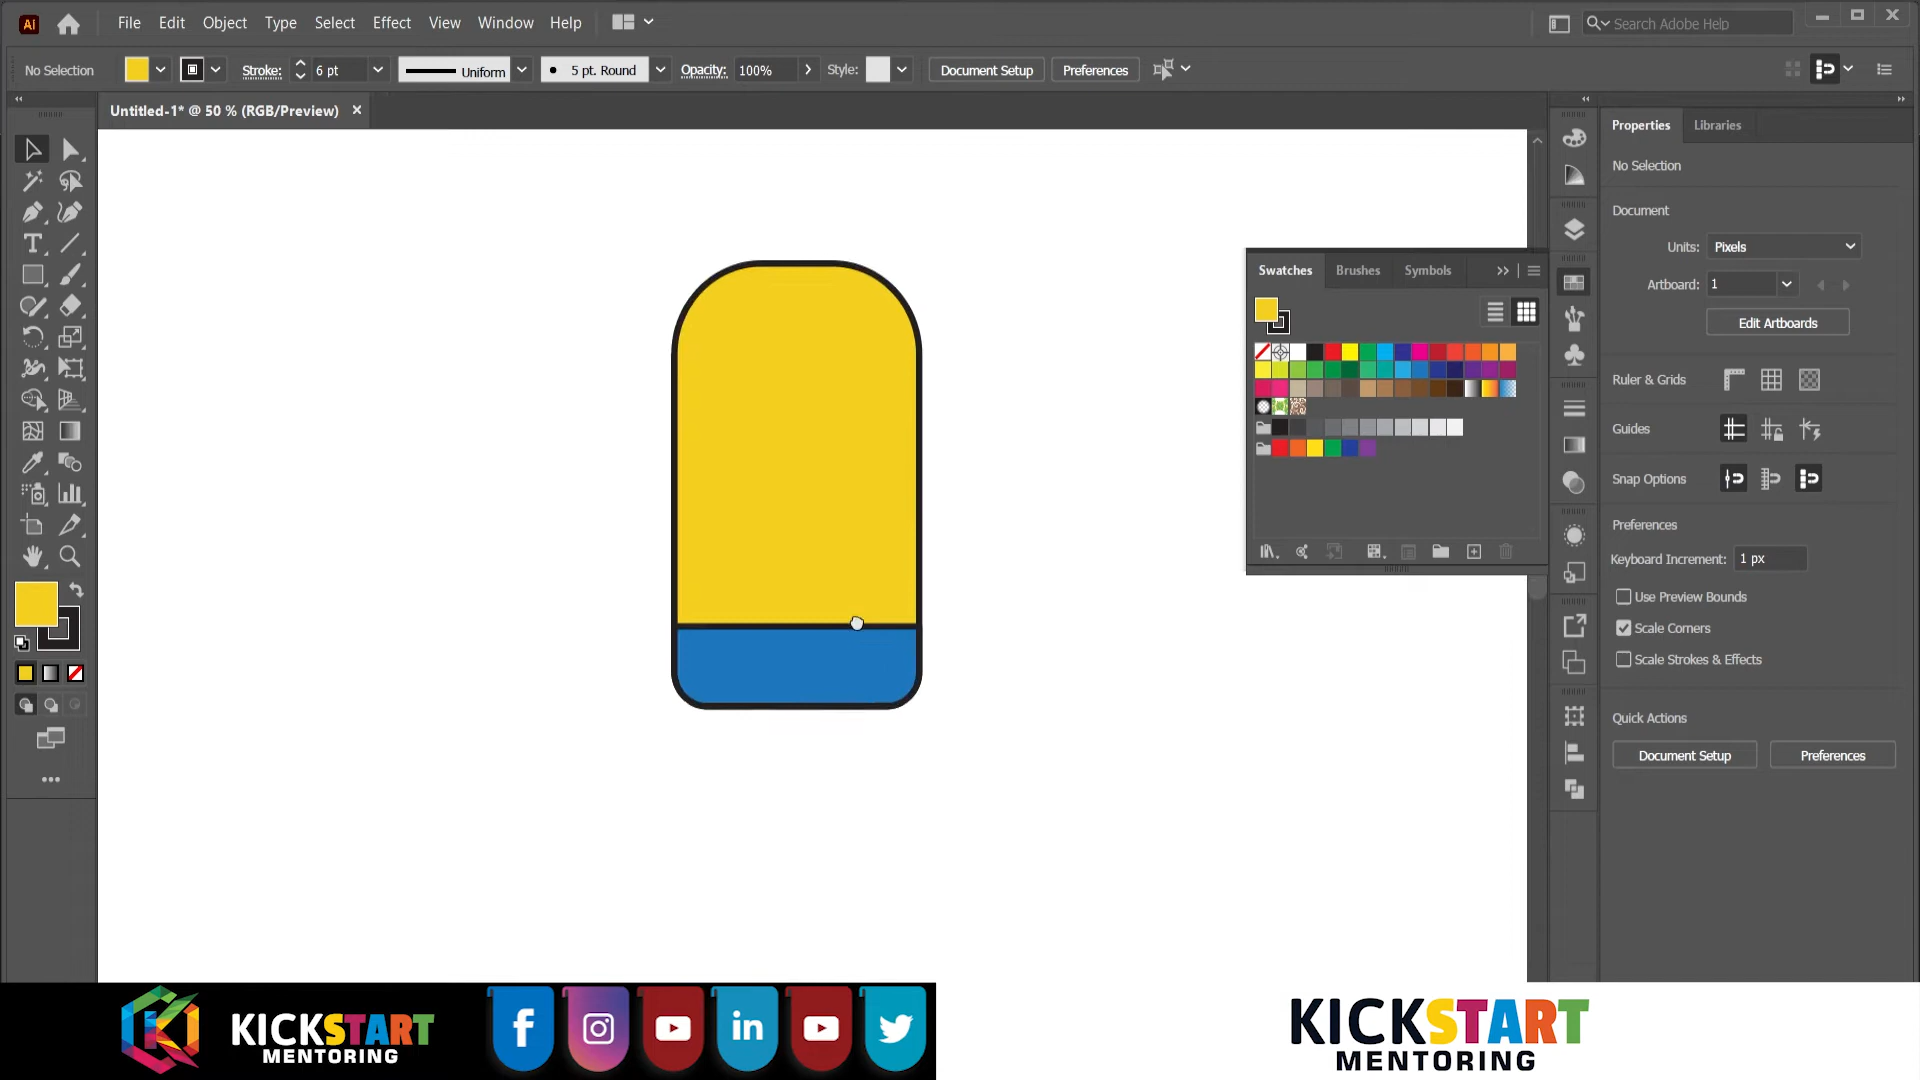 Ai File Edit Object Type Select Effect View Window Help Search Adobe Help
No Selection Stroke: 6 pt Uniform 5 pt. Round Opacity: 100% Style: Document Setup Preferences
Untitled-1* @ 50 % (RGB/Preview)
Properties Libraries
No Selection
Document
Units: Pixels
Artboard: 1
Edit Artboards
Ruler & Grids
Guides
Snap Options
Preferences
Keyboard Increment: 1 px
Use Preview Bounds
Scale Corners
Scale Strokes & Effects
Quick Actions
Document Setup Preferences
Swatches Brushes Symbols
KICKSTART
MENTORING
KICKSTART
MENTORING